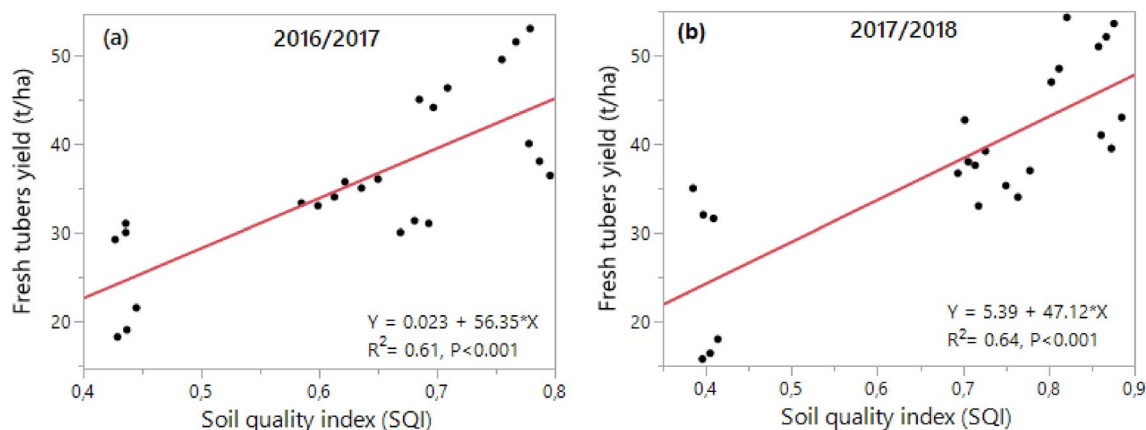 (a)
2016/2017
Fresh tubers yield (t/ha)
50
40
30
20
Y = 0.023 + 56.35*X
R²= 0.61, P<0.001
0,4
0,5
0,6
0,7
0,8
Soil quality index (SQI)
(b)
2017/2018
Fresh tubers yield (t/ha)
50
40
30
20
Y = 5.39 + 47.12*X
R²= 0.64, P<0.001
0,4
0,5
0,6
0,7
0,8
0,9
Soil quality index (SQI)